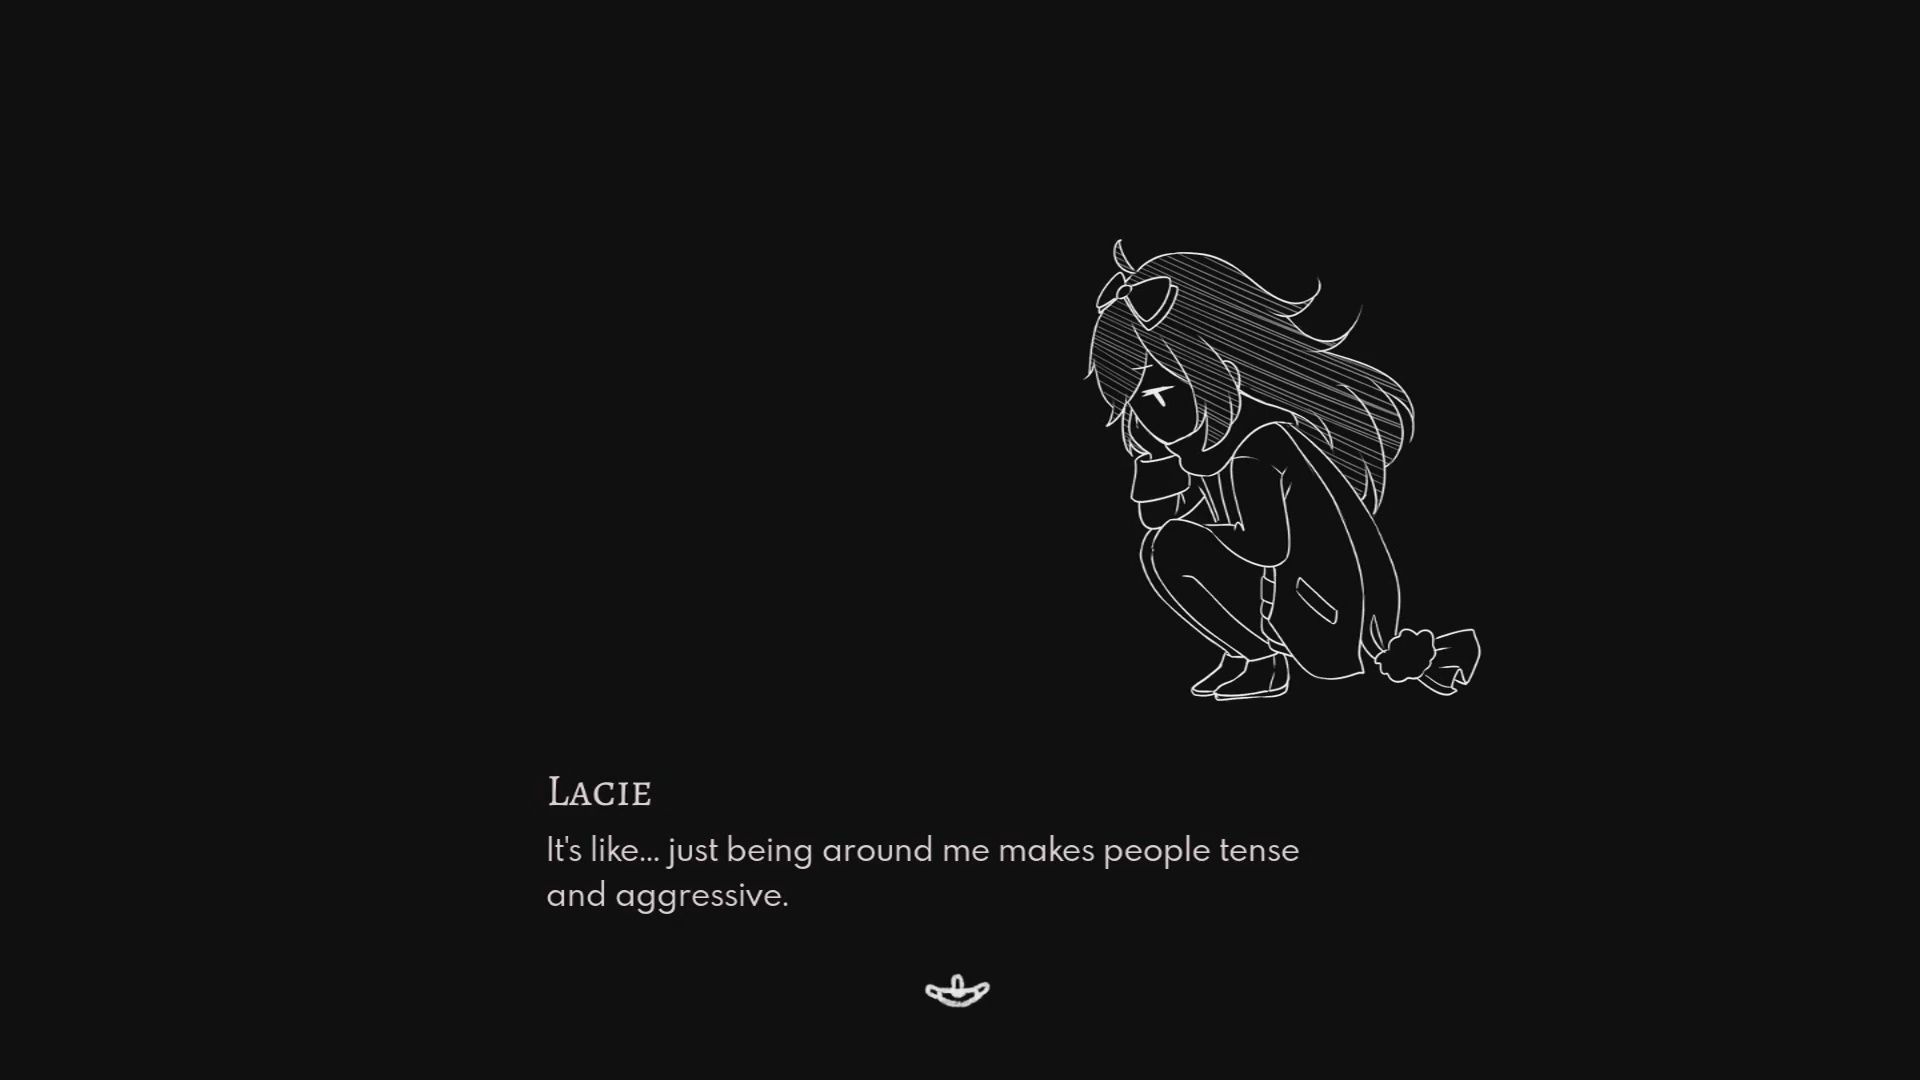 Lacie
It's like... just being around me makes people tense
and aggressive.